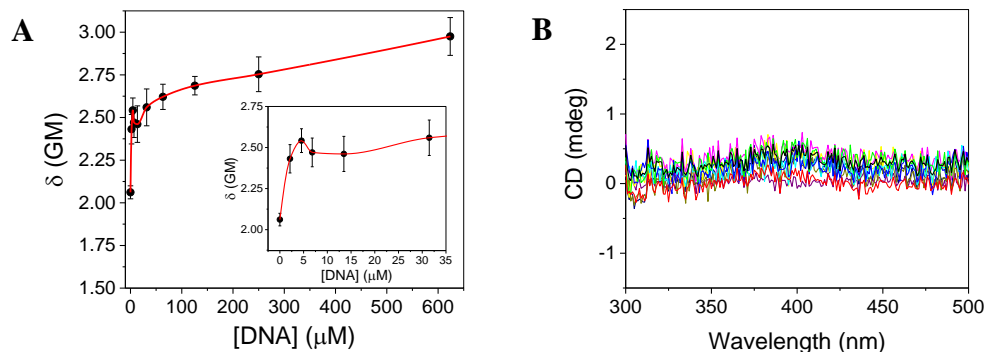 A
3.00
2.75
2.50
2.25
2.00
1.75
1.50
δ (GM)
0 100 200 300 400 500 600
[DNA] (μM)
2.75
2.50
2.25
2.00
δ (GM)
0 5 10 15 20 25 30 35
[DNA] (μM)
B
2
1
0
-1
CD (mdeg)
300 350 400 450 500
Wavelength (nm)